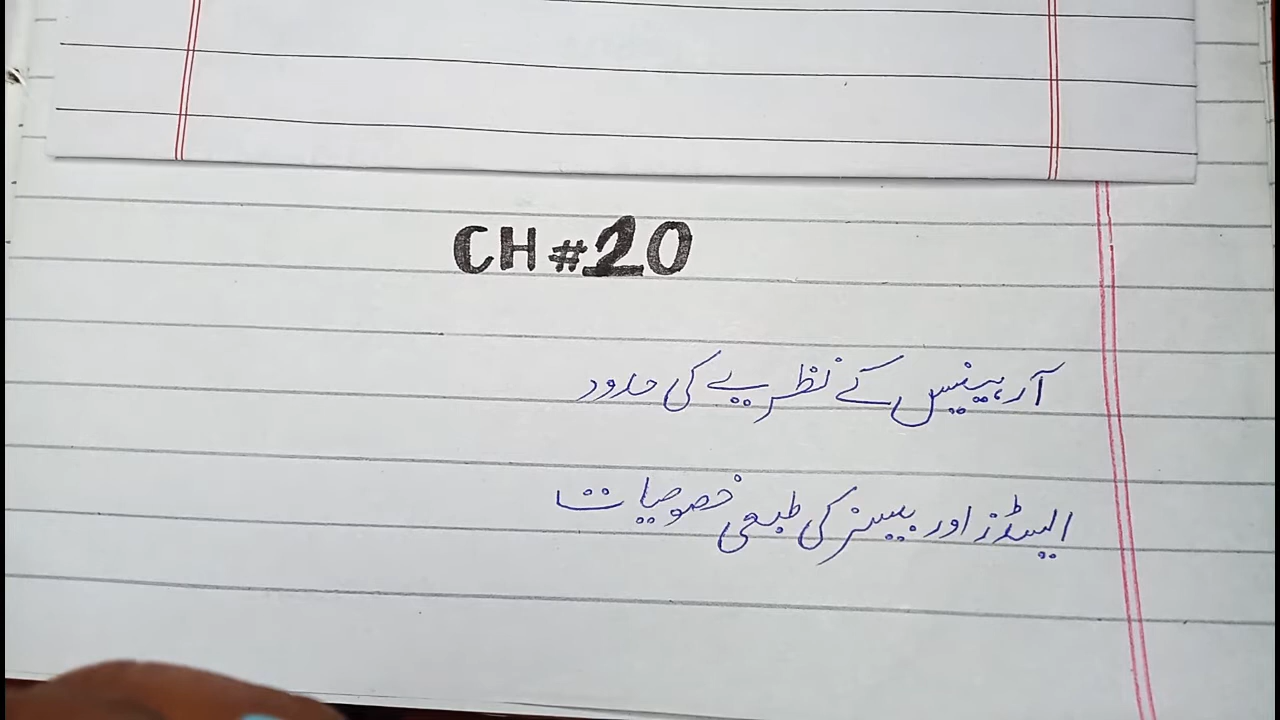 CH #20
آرہینیس کے نظریے کی حدود
ایسڈز اور بیسز کی طبعی خصوصیات